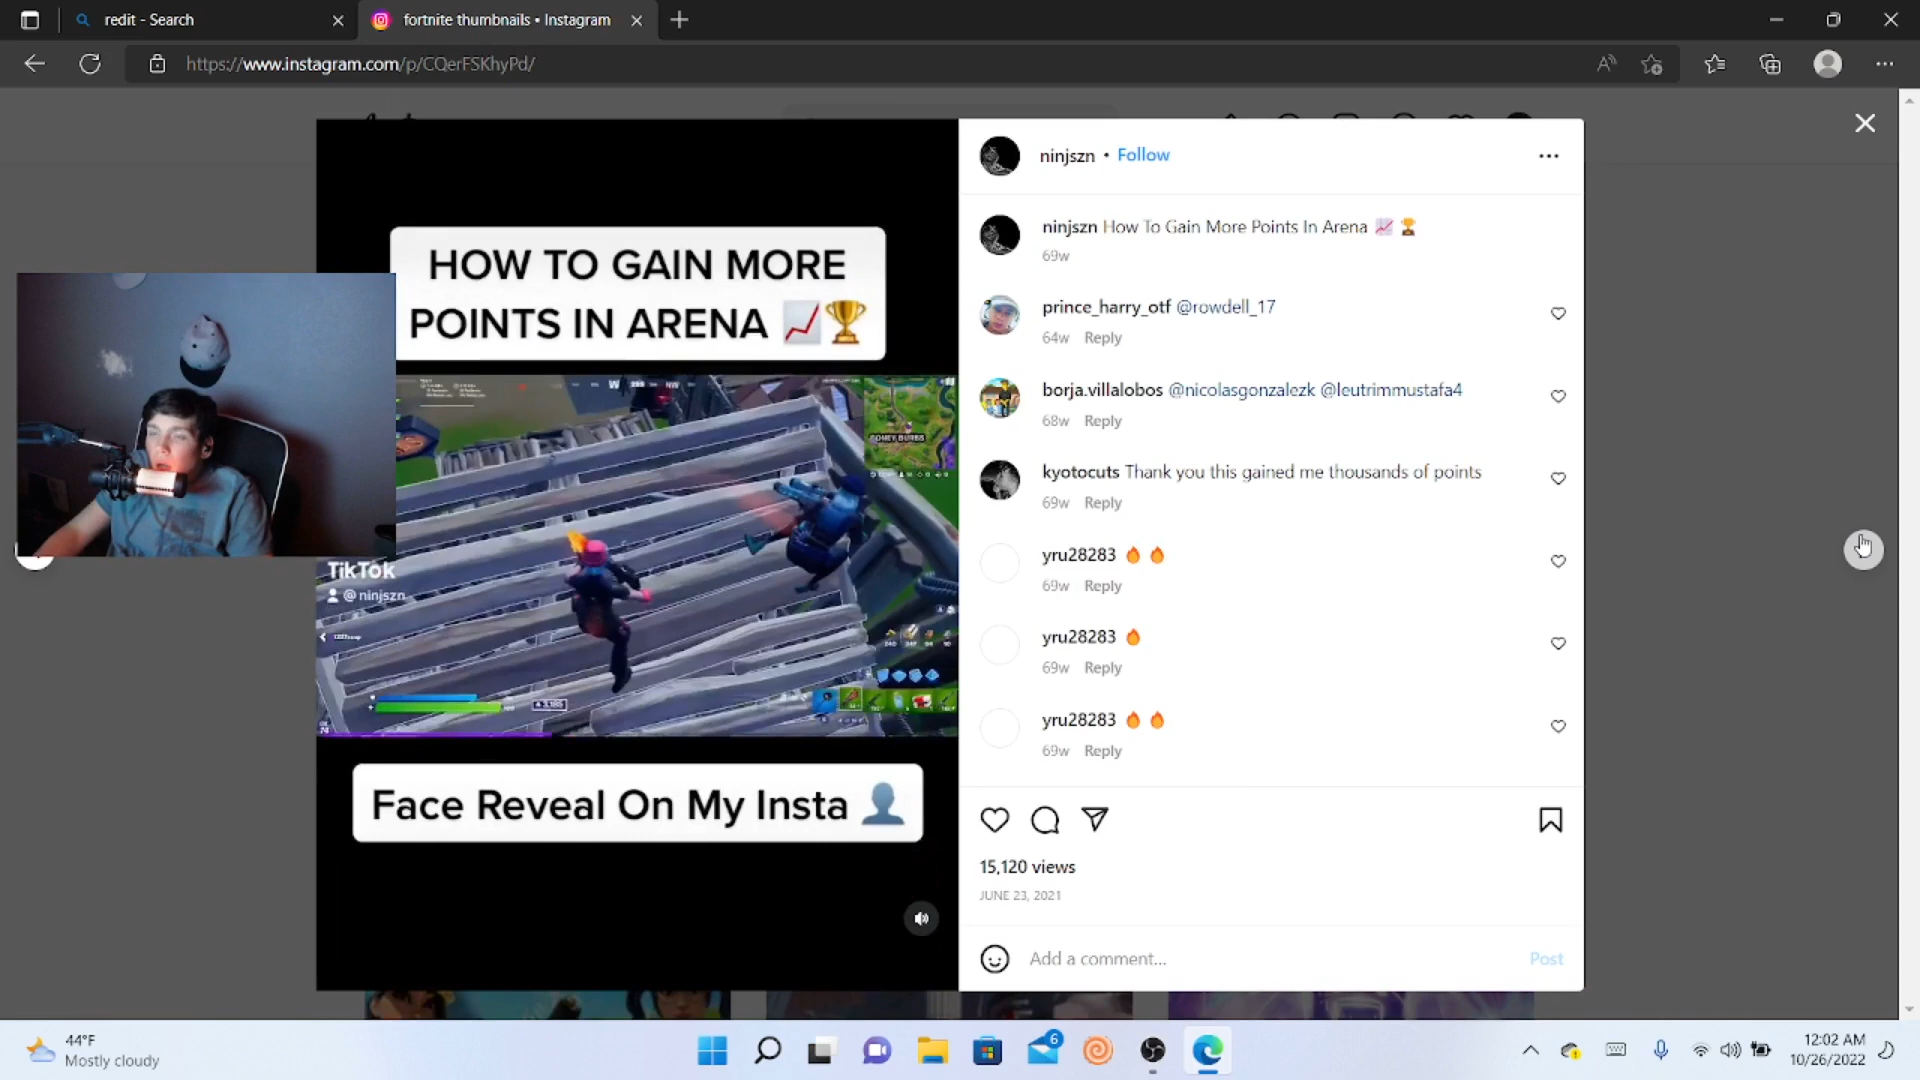 redit - Search
fortnite thumbnails • Instagram
https://www.instagram.com/p/CQerFSKhyPd/
ninjszn • Follow
HOW TO GAIN MORE
POINTS IN ARENA 📈🏆
TikTok
@ninjszn
Face Reveal On My Insta 👤
ninjszn How To Gain More Points In Arena 📈 🏆
69w
prince_harry_otf @rowdell_17
64w Reply
borja.villalobos @nicolasgonzalezk @leutrimmustafa4
68w Reply
kyotocuts Thank you this gained me thousands of points
69w Reply
yru28283 🔥 🔥
69w Reply
yru28283 🔥
69w Reply
yru28283 🔥 🔥
69w Reply
15,120 views
JUNE 23, 2021
Add a comment...
Post
44°F
Mostly cloudy
6
12:02 AM
10/26/2022